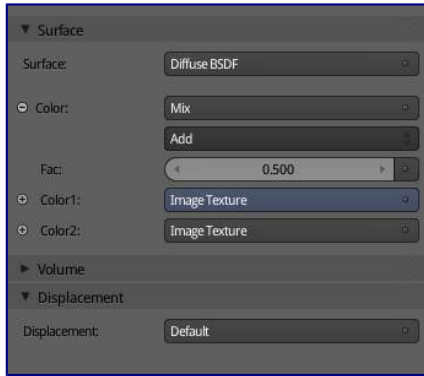 Surface
Surface: Diffuse BSDF
Color: Mix
Add
Fac: 0.500
Color1: Image Texture
Color2: Image Texture
Volume
Displacement
Displacement: Default